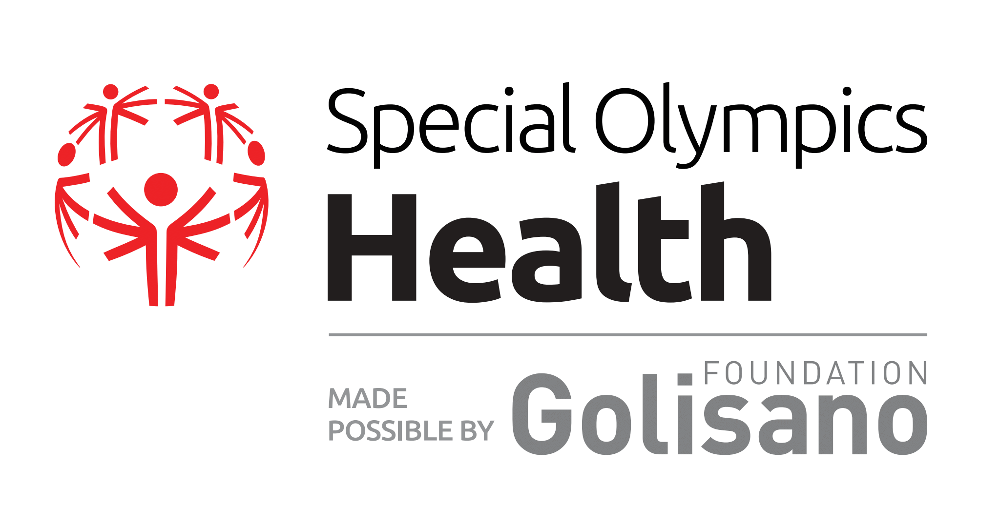 Special Olympics
Health
MADE
POSSIBLE BY
Golisano
FOUNDATION